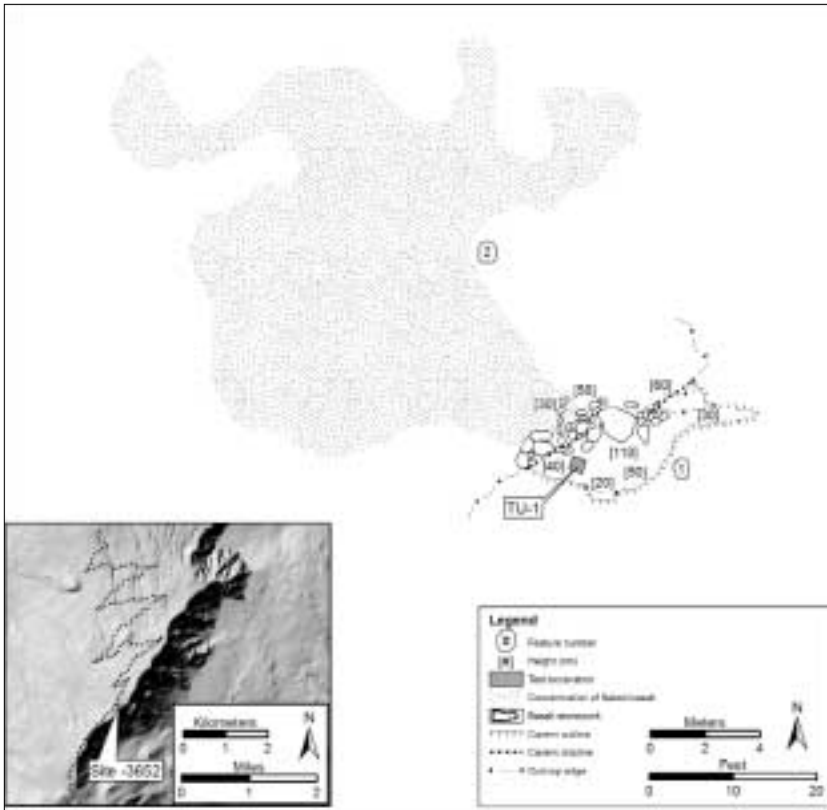 2
[60]
[50]
[30]
[30]
[110]
[40]
[50]
1
[20]
TU-1
Kilometers
N
0 1 2
Miles
0 1 2
Site -3652
Legend
Feature number
Height (cm)
Test excavation
Concentration of flaked basalt
Basalt stonework
Cavern outline
Cavern dripline
Outcrop edge
N
Meters
0 2 4
Feet
0 10 20